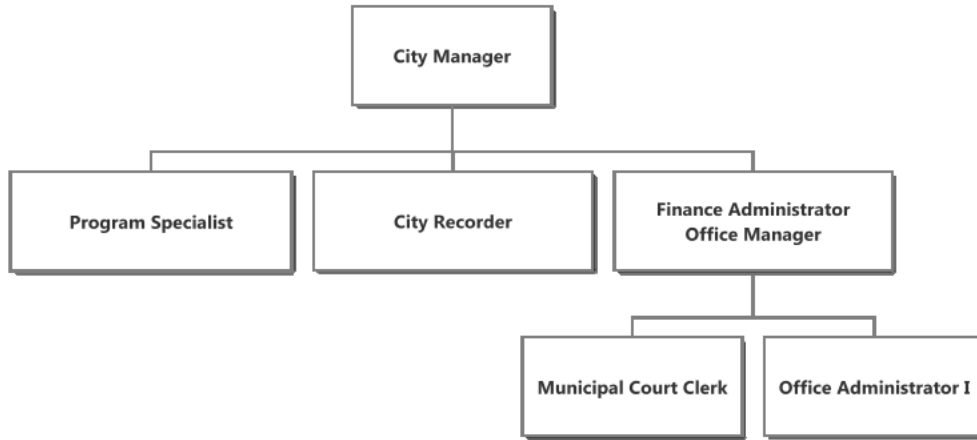 City Manager
Program Specialist
City Recorder
Finance Administrator
Office Manager
Municipal Court Clerk
Office Administrator I